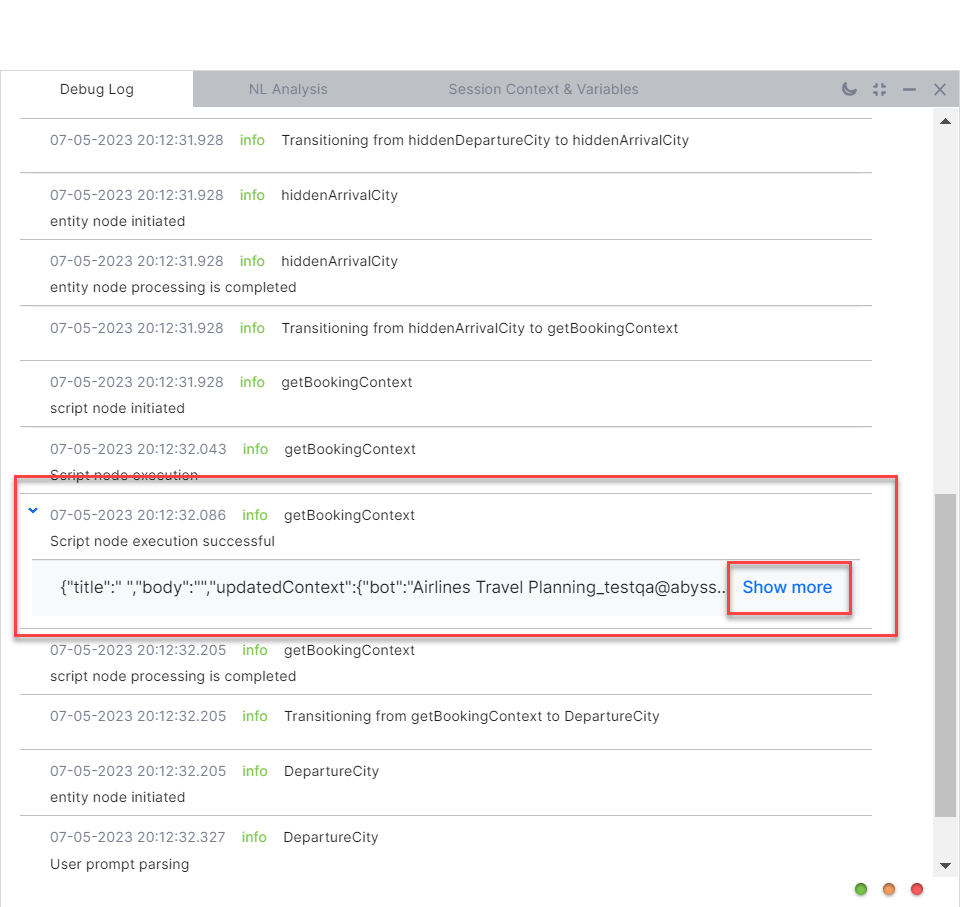 Debug Log NL Analysis Session Context & Variables
07-05-2023 20:12:31.928 info Transitioning from hiddenDepartureCity to hiddenArrivalCity
07-05-2023 20:12:31.928 info hiddenArrivalCity
entity node initiated
07-05-2023 20:12:31.928 info hiddenArrivalCity
entity node processing is completed
07-05-2023 20:12:31.928 info Transitioning from hiddenArrivalCity to getBookingContext
07-05-2023 20:12:31.928 info getBookingContext
script node initiated
07-05-2023 20:12:32.043 info getBookingContext
Script node execution
07-05-2023 20:12:32.086 info getBookingContext
Script node execution successful
{"title":" ","body":"","updatedContext":{"bot":"Airlines Travel Planning_testqa@abyss... Show more
07-05-2023 20:12:32.205 info getBookingContext
script node processing is completed
07-05-2023 20:12:32.205 info Transitioning from getBookingContext to DepartureCity
07-05-2023 20:12:32.205 info DepartureCity
entity node initiated
07-05-2023 20:12:32.327 info DepartureCity
User prompt parsing